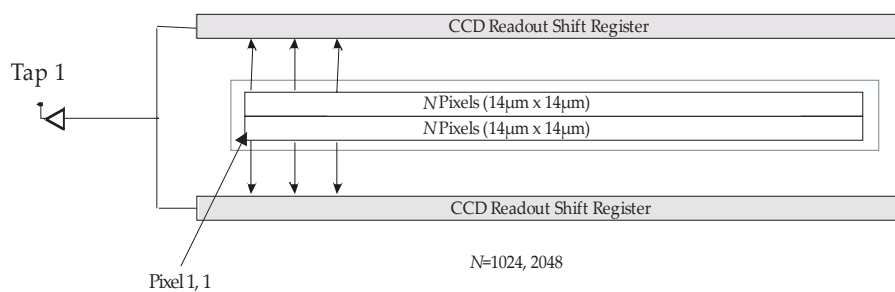 CCD Readout Shift Register
Tap 1
N Pixels (14µm x 14µm)
N Pixels (14µm x 14µm)
CCD Readout Shift Register
Pixel 1, 1
N=1024, 2048